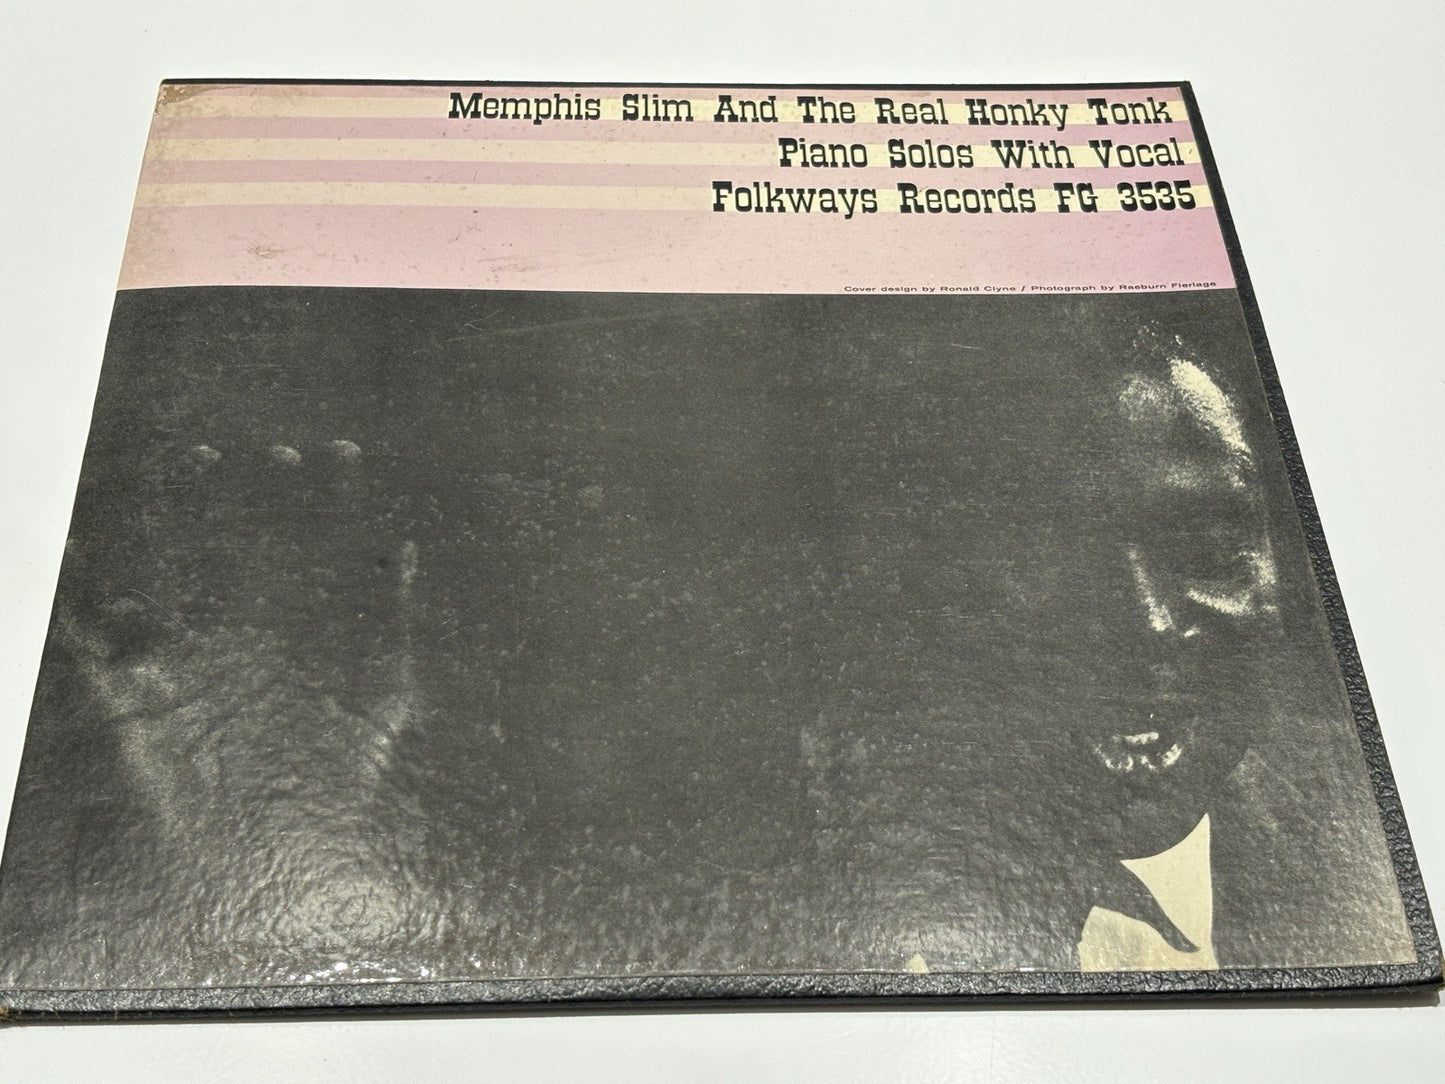 Memphis Slim And The Real Honky Tonk
Piano Solos With Vocal
Folkways Records FG 3535
Cover design by Ronald Clyne / Photograph by Raeburn Flerlage